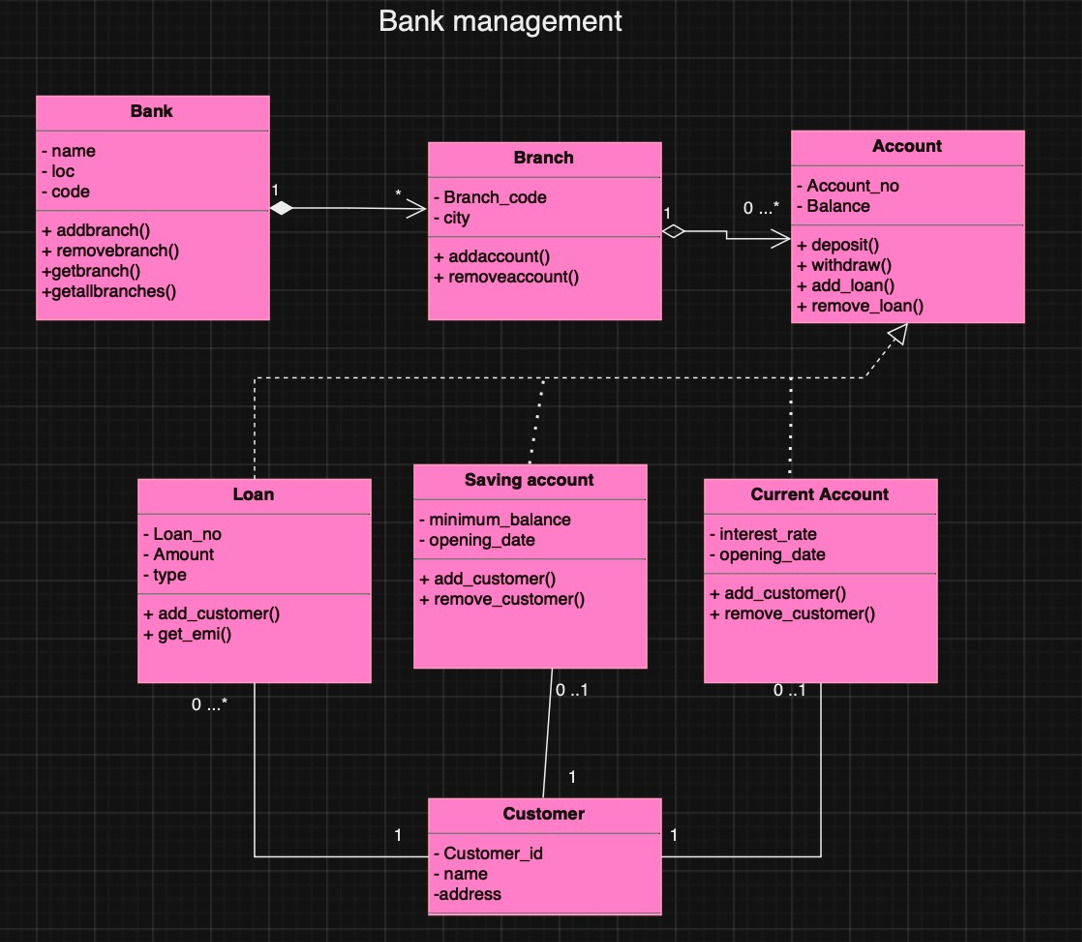 Bank management
Bank
- name
- loc
- code
+ addbranch()
+ removebranch()
+getbranch()
+getallbranches()
1
*
Branch
- Branch_code
- city
+ addaccount()
+ removeaccount()
1
0 ...*
Account
- Account_no
- Balance
+ deposit()
+ withdraw()
+ add_loan()
+ remove_loan()
Loan
- Loan_no
- Amount
- type
+ add_customer()
+ get_emi()
Saving account
- minimum_balance
- opening_date
+ add_customer()
+ remove_customer()
Current Account
- interest_rate
- opening_date
+ add_customer()
+ remove_customer()
0 ...*
0 ..1
0 ..1
1
1
1
Customer
- Customer_id
- name
-address